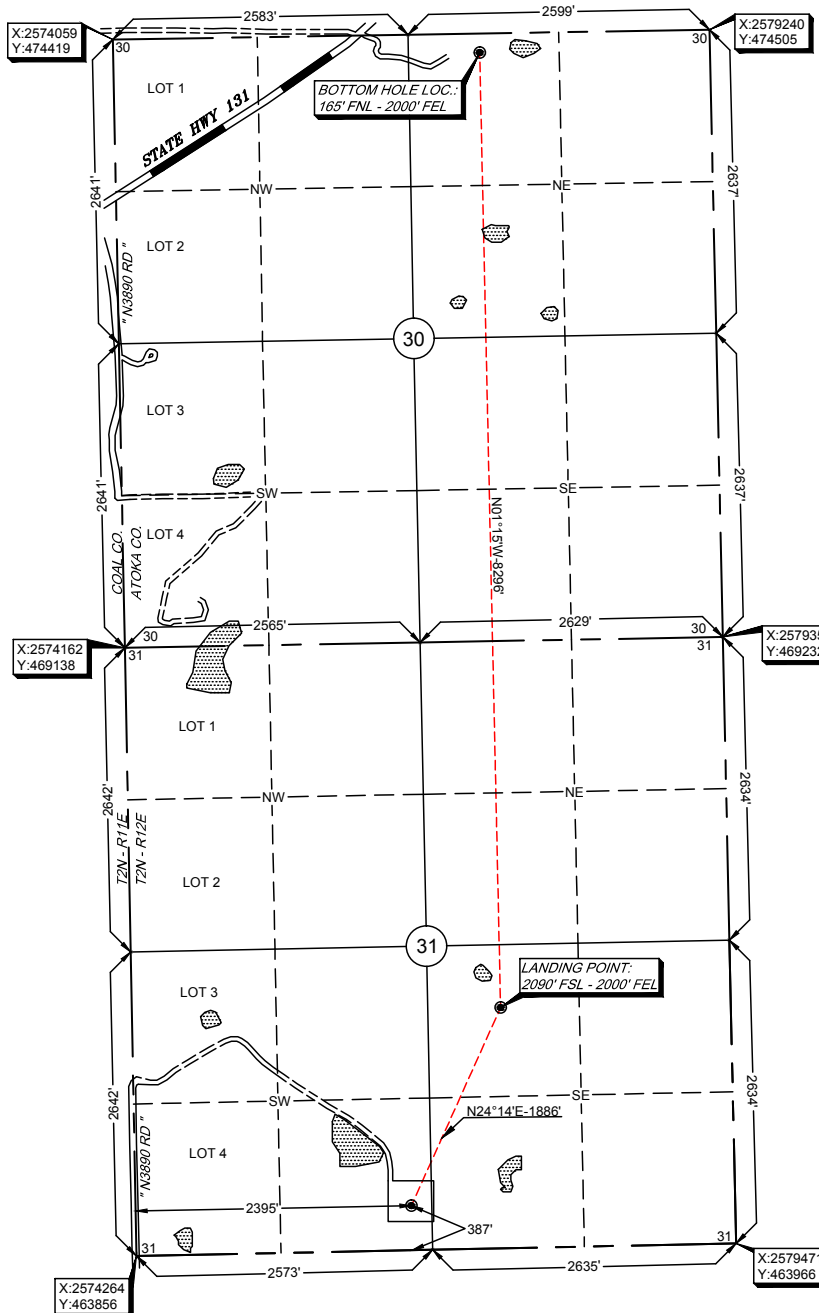 2583'
2599'
X:2574059
Y:474419
X:2579240
Y:474505
30
30
LOT 1
BOTTOM HOLE LOC.:
165' FNL - 2000' FEL
STATE HWY 131
2641'
NW
NE
2637'
LOT 2
"N3890 RD "
30
LOT 3
2641'
SW
SE
2637'
N01°15'W-8296'
LOT 4
COAL CO.
ATOKA CO.
2565'
2629'
30
30
X:2574162
Y:469138
31
31
X:257935
Y:469232
LOT 1
2642'
NW
NE
2634'
T2N - R11E
T2N - R12E
LOT 2
31
LANDING POINT:
2090' FSL - 2000' FEL
LOT 3
2642'
SW
SE
2634'
N24°14'E-1886'
"N3890 RD "
LOT 4
2395'
387'
31
31
2573'
2635'
X:2574264
Y:463856
X:2579471
Y:463966